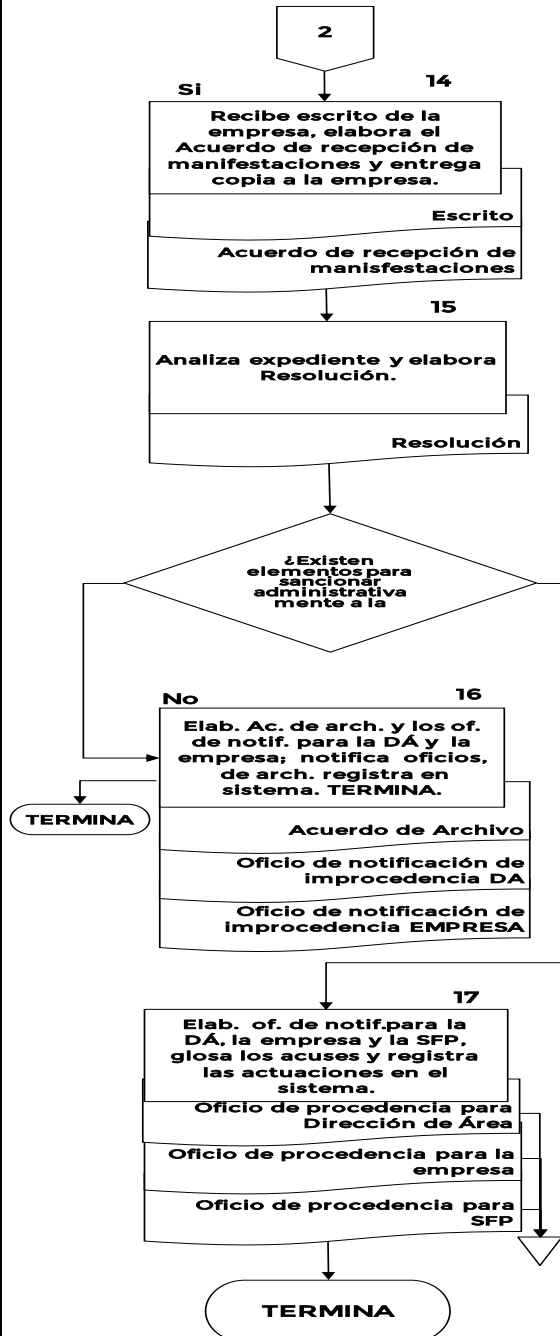 2
Si
14
Recibe escrito de la
empresa, elabora el
Acuerdo de recepción de
manifestaciones y entrega
copia a la empresa.
Escrito
Acuerdo de recepción de
manisfestaciones
15
Analiza expediente y elabora
Resolución.
Resolución
¿Existen
elementos para
sancionar
administrativa
mente a la
No
16
Elab. Ac. de arch. y los of.
de notif. para la DÁ y la
empresa; notifica oficios,
de arch. registra en
sistema. TERMINA.
TERMINA
Acuerdo de Archivo
Oficio de notificación de
improcedencia DA
Oficio de notificación de
improcedencia EMPRESA
17
Elab. of. de notif.para la
DÁ, la empresa y la SFP,
glosa los acuses y registra
las actuaciones en el
sistema.
Oficio de procedencia para
Dirección de Área
Oficio de procedencia para la
empresa
Oficio de procedencia para
SFP
TERMINA